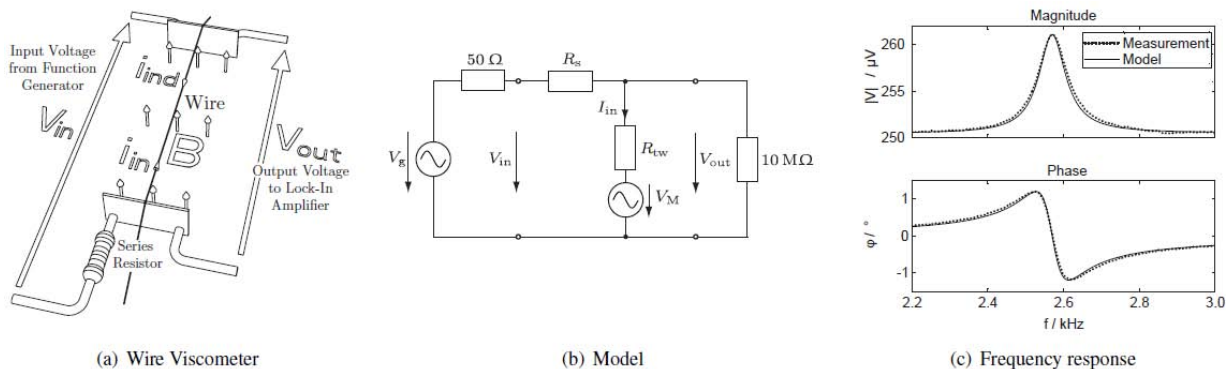 Input Voltage
from Function
Generator
V_in
i_ind
Wire
i_in
B
V_out
Output Voltage
to Lock-In
Amplifier
Series
Resistor
(a) Wire Viscometer
50 Ω
R_s
V_g
V_in
I_in
R_tw
V_M
V_out
10 MΩ
(b) Model
Magnitude
|V| / μV
260
255
250
Measurement
Model
Phase
φ / °
1
0
-1
2.2
2.4
2.6
2.8
3.0
f / kHz
(c) Frequency response